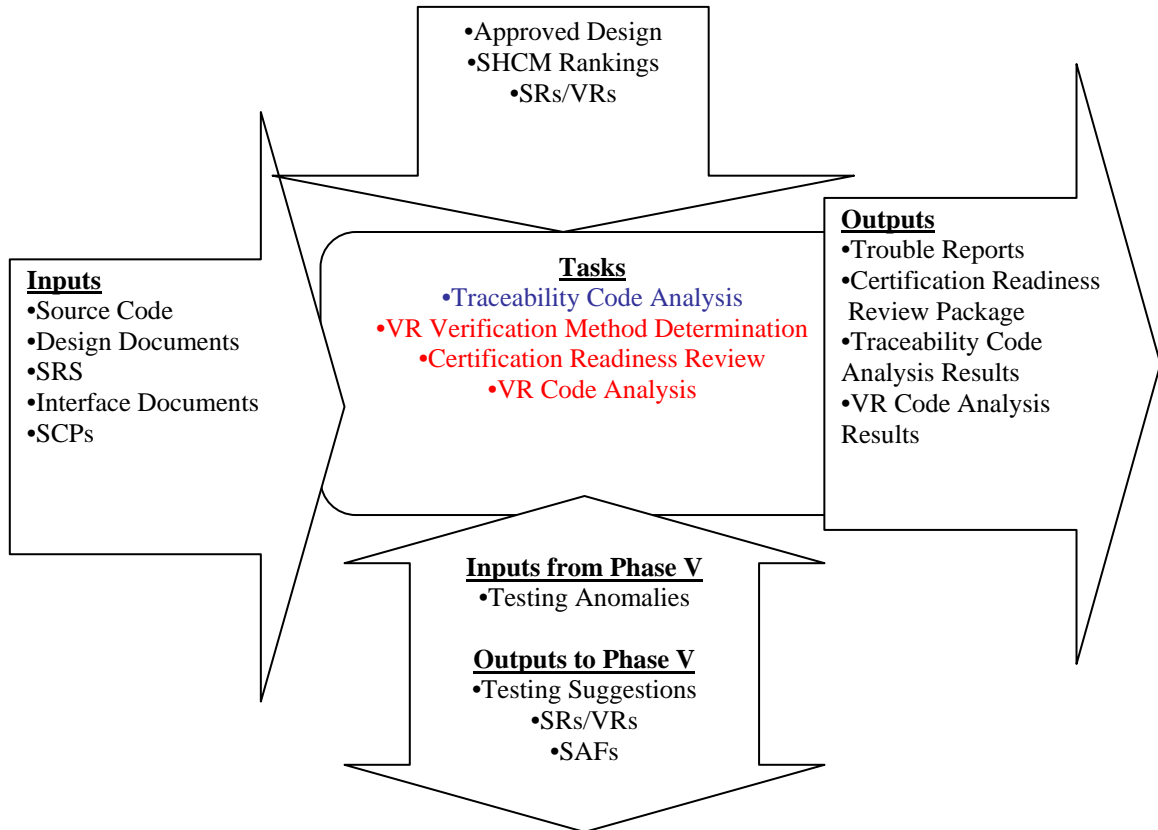 •Approved Design
•SHCM Rankings
•SRs/VRs
Inputs
•Source Code
•Design Documents
•SRS
•Interface Documents
•SCPs
Tasks
•Traceability Code Analysis
•VR Verification Method Determination
•Certification Readiness Review
•VR Code Analysis
Outputs
•Trouble Reports
•Certification Readiness
Review Package
•Traceability Code
Analysis Results
•VR Code Analysis
Results
Inputs from Phase V
•Testing Anomalies
Outputs to Phase V
•Testing Suggestions
•SRs/VRs
•SAFs